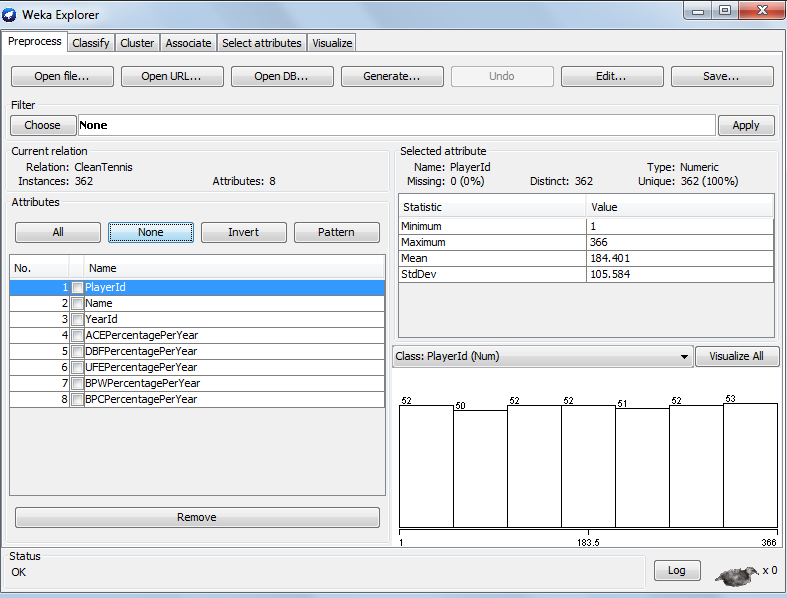 Weka Explorer
Preprocess Classify Cluster Associate Select attributes Visualize
Open file... Open URL... Open DB... Generate... Undo Edit... Save...
Filter
Choose None Apply
Current relation
Relation: CleanTennis
Instances: 362 Attributes: 8
Attributes
All None Invert Pattern
No. Name
1 PlayerId
2 Name
3 YearId
4 ACEPercentagePerYear
5 DBFPercentagePerYear
6 UFEPercentagePerYear
7 BPWPercentagePerYear
8 BPCPercentagePerYear
Remove
Selected attribute
Name: PlayerId Type: Numeric
Missing: 0 (0%) Distinct: 362 Unique: 362 (100%)
Statistic Value
Minimum 1
Maximum 366
Mean 184.401
StdDev 105.584
Class: PlayerId (Num) Visualize All
52 50 52 52 51 52 53
1 183.5 366
Status
OK
Log x 0